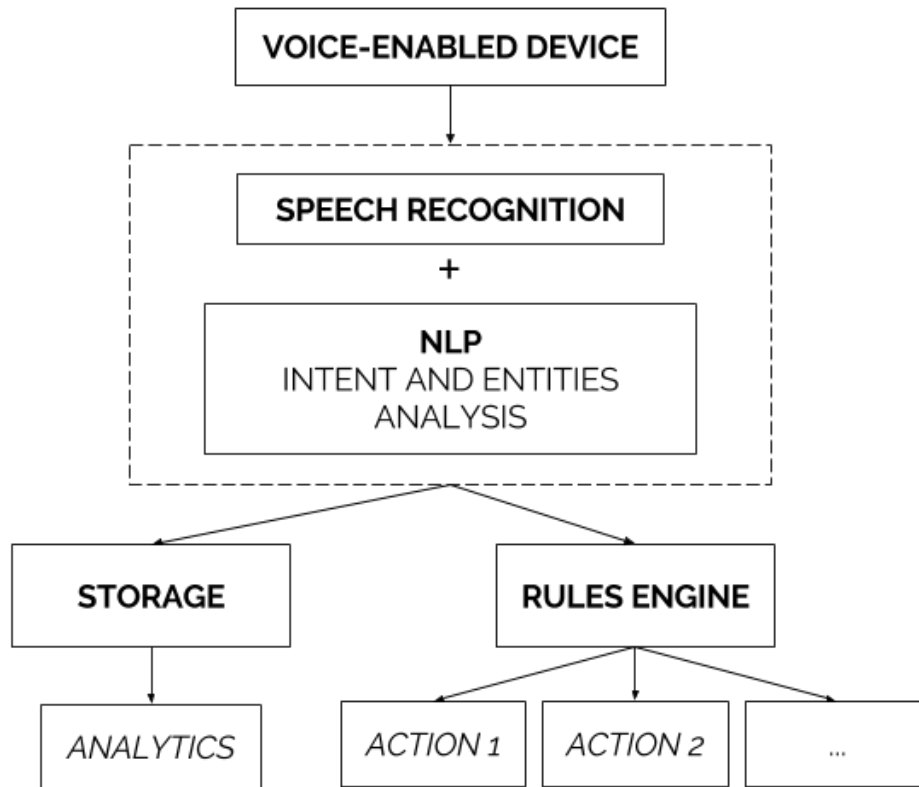 VOICE-ENABLED DEVICE
SPEECH RECOGNITION
+
NLP
INTENT AND ENTITIES
ANALYSIS
STORAGE
RULES ENGINE
ANALYTICS
ACTION 1
ACTION 2
...